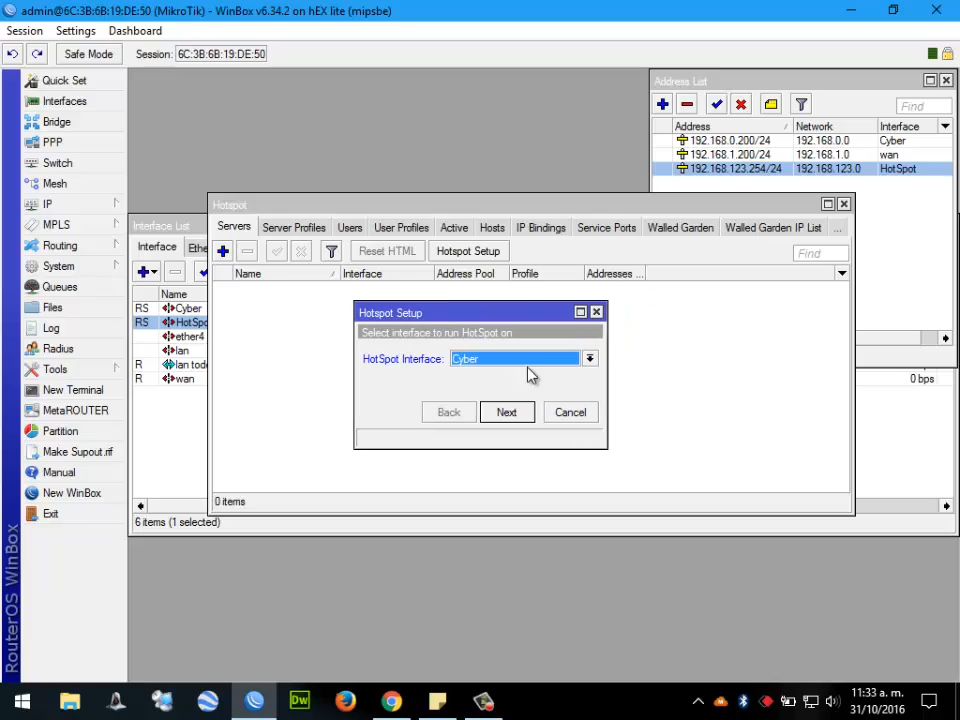 admin@6C:3B:6B:19:DE:50 (MikroTik) - WinBox v6.34.2 on hEX lite (mipsbe)
Session Settings Dashboard
Safe Mode Session: 6C:3B:6B:19:DE:50
Quick Set
Interfaces
Bridge
PPP
Switch
Mesh
IP
MPLS
Routing
System
Queues
Files
Log
Radius
Tools
New Terminal
MetaROUTER
Partition
Make Supout.rif
Manual
New WinBox
Exit
RouterOS WinBox
Address List
Find
Address Network Interface
192.168.0.200/24 192.168.0.0 Cyber
192.168.1.200/24 192.168.1.0 wan
192.168.123.254/24 192.168.123.0 HotSpot
Interface List
Interface Ethe
Name
RS Cyber
RS HotSpo
ether4
lan
R lan tod
R wan
0 bps
6 items (1 selected)
Hotspot
Servers Server Profiles Users User Profiles Active Hosts IP Bindings Service Ports Walled Garden Walled Garden IP List ...
Reset HTML Hotspot Setup Find
Name Interface Address Pool Profile Addresses ...
0 items
Hotspot Setup
Select interface to run HotSpot on
HotSpot Interface: Cyber
Back Next Cancel
Dw
11:33 a. m.
31/10/2016